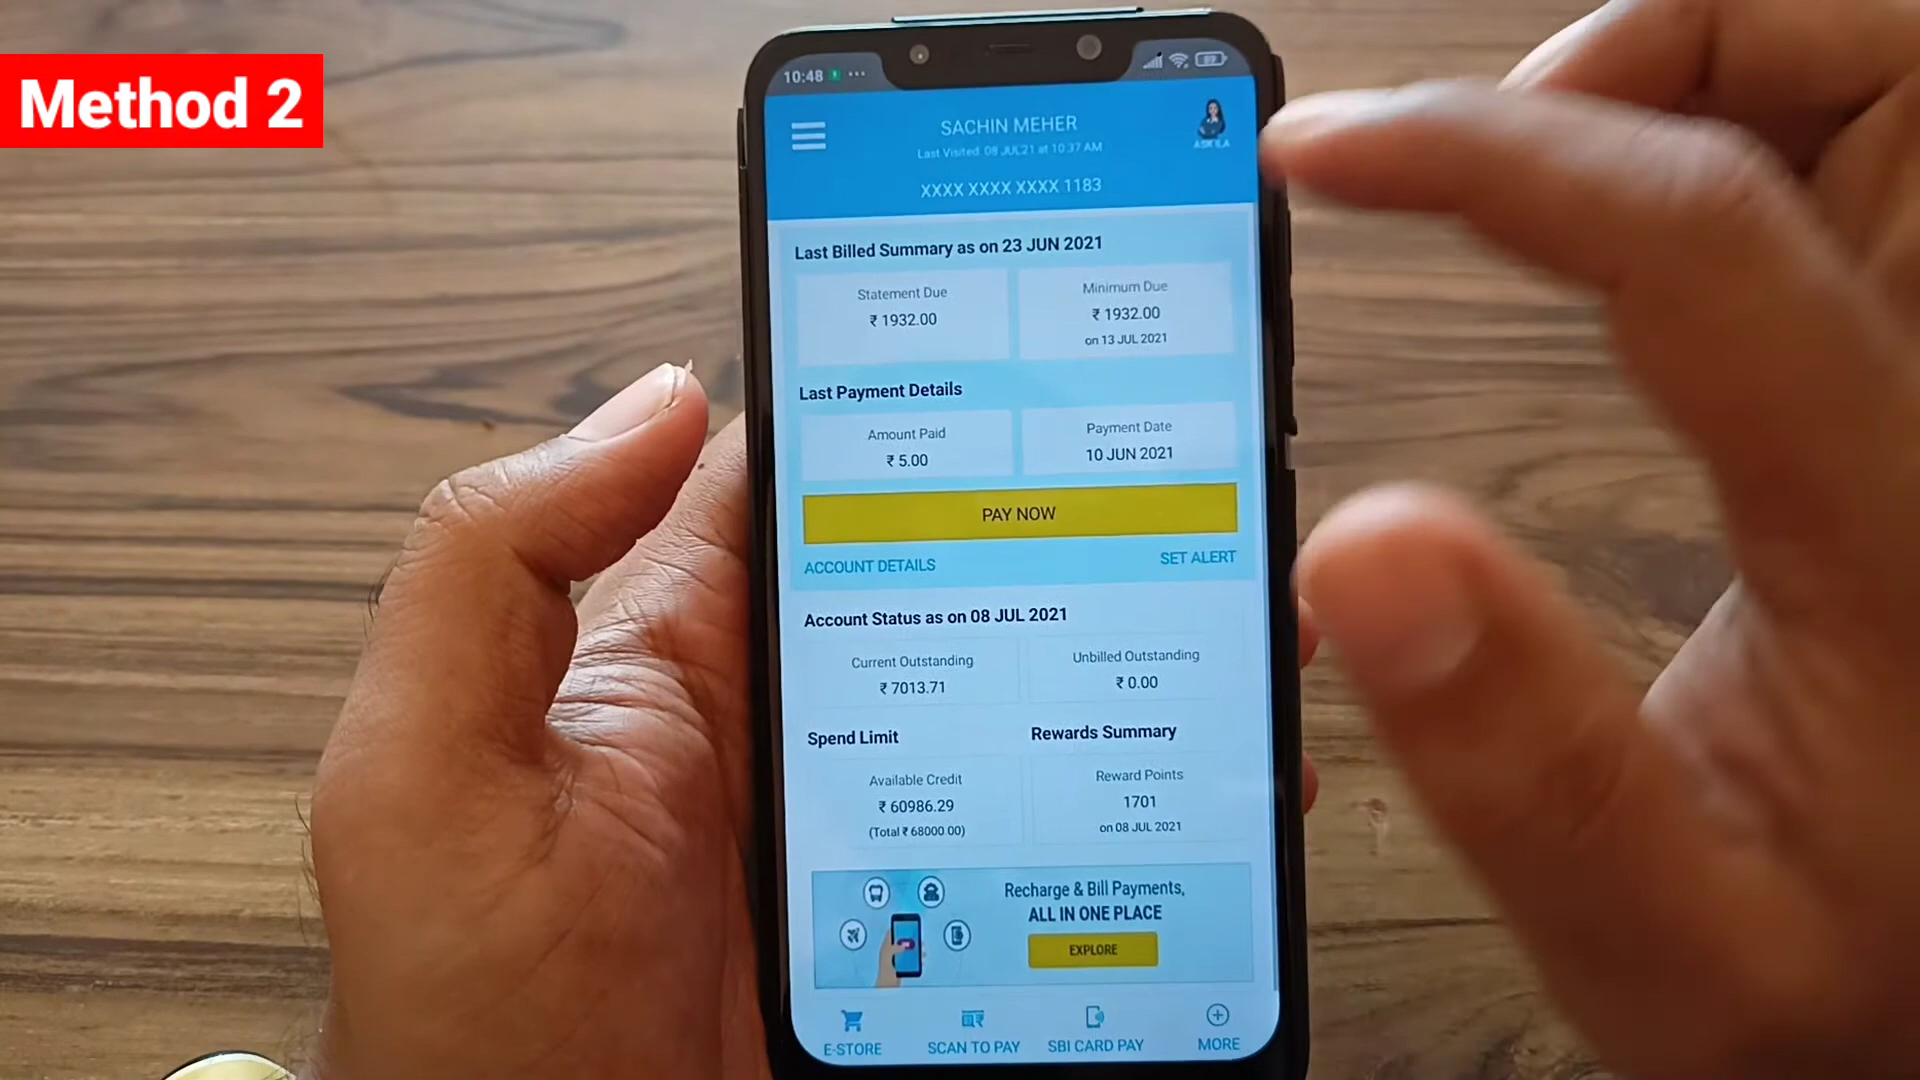 Method 2
10:48
SACHIN MEHER
Last Visited: 08 JUL21 at 10:37 AM
ASK ILA
XXXX XXXX XXXX 1183
Last Billed Summary as on 23 JUN 2021
Statement Due
₹ 1932.00
Minimum Due
₹ 1932.00
on 13 JUL 2021
Last Payment Details
Amount Paid
₹ 5.00
Payment Date
10 JUN 2021
PAY NOW
ACCOUNT DETAILS
SET ALERT
Account Status as on 08 JUL 2021
Current Outstanding
₹ 7013.71
Unbilled Outstanding
₹ 0.00
Spend Limit
Rewards Summary
Available Credit
₹ 60986.29
(Total ₹ 68000.00)
Reward Points
1701
on 08 JUL 2021
Recharge & Bill Payments,
ALL IN ONE PLACE
EXPLORE
E-STORE
SCAN TO PAY
SBI CARD PAY
MORE